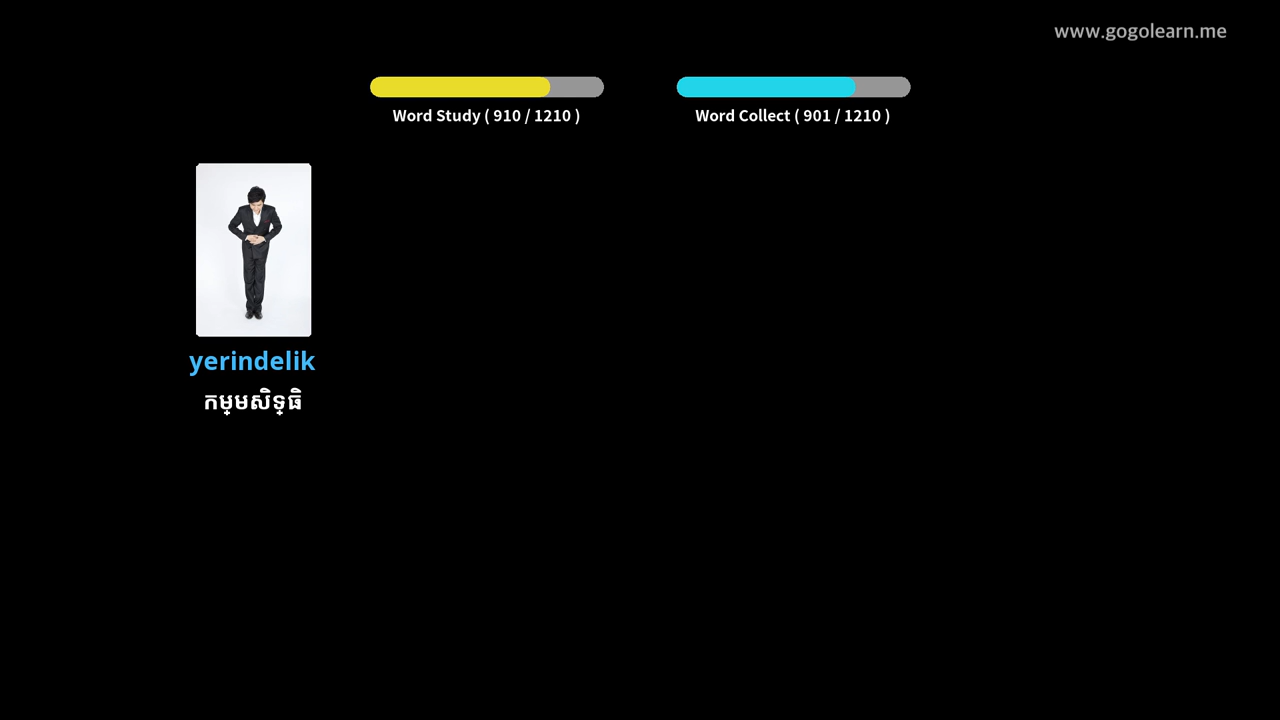 www.gogolearn.me
Word Study ( 910 / 1210 )
Word Collect ( 901 / 1210 )
yerindelik
កម្មសិទ្ធិ